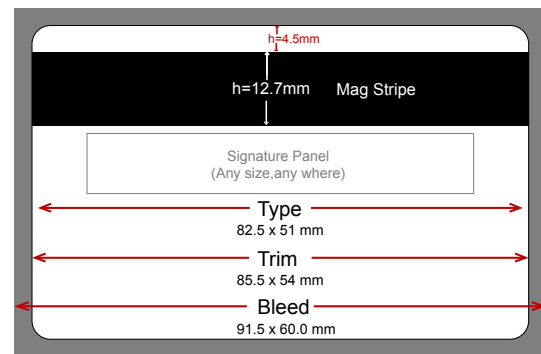 h=4.5mm
h=12.7mm Mag Stripe
Signature Panel
(Any size,any where)
Type
82.5 x 51 mm
Trim
85.5 x 54 mm
Bleed
91.5 x 60.0 mm